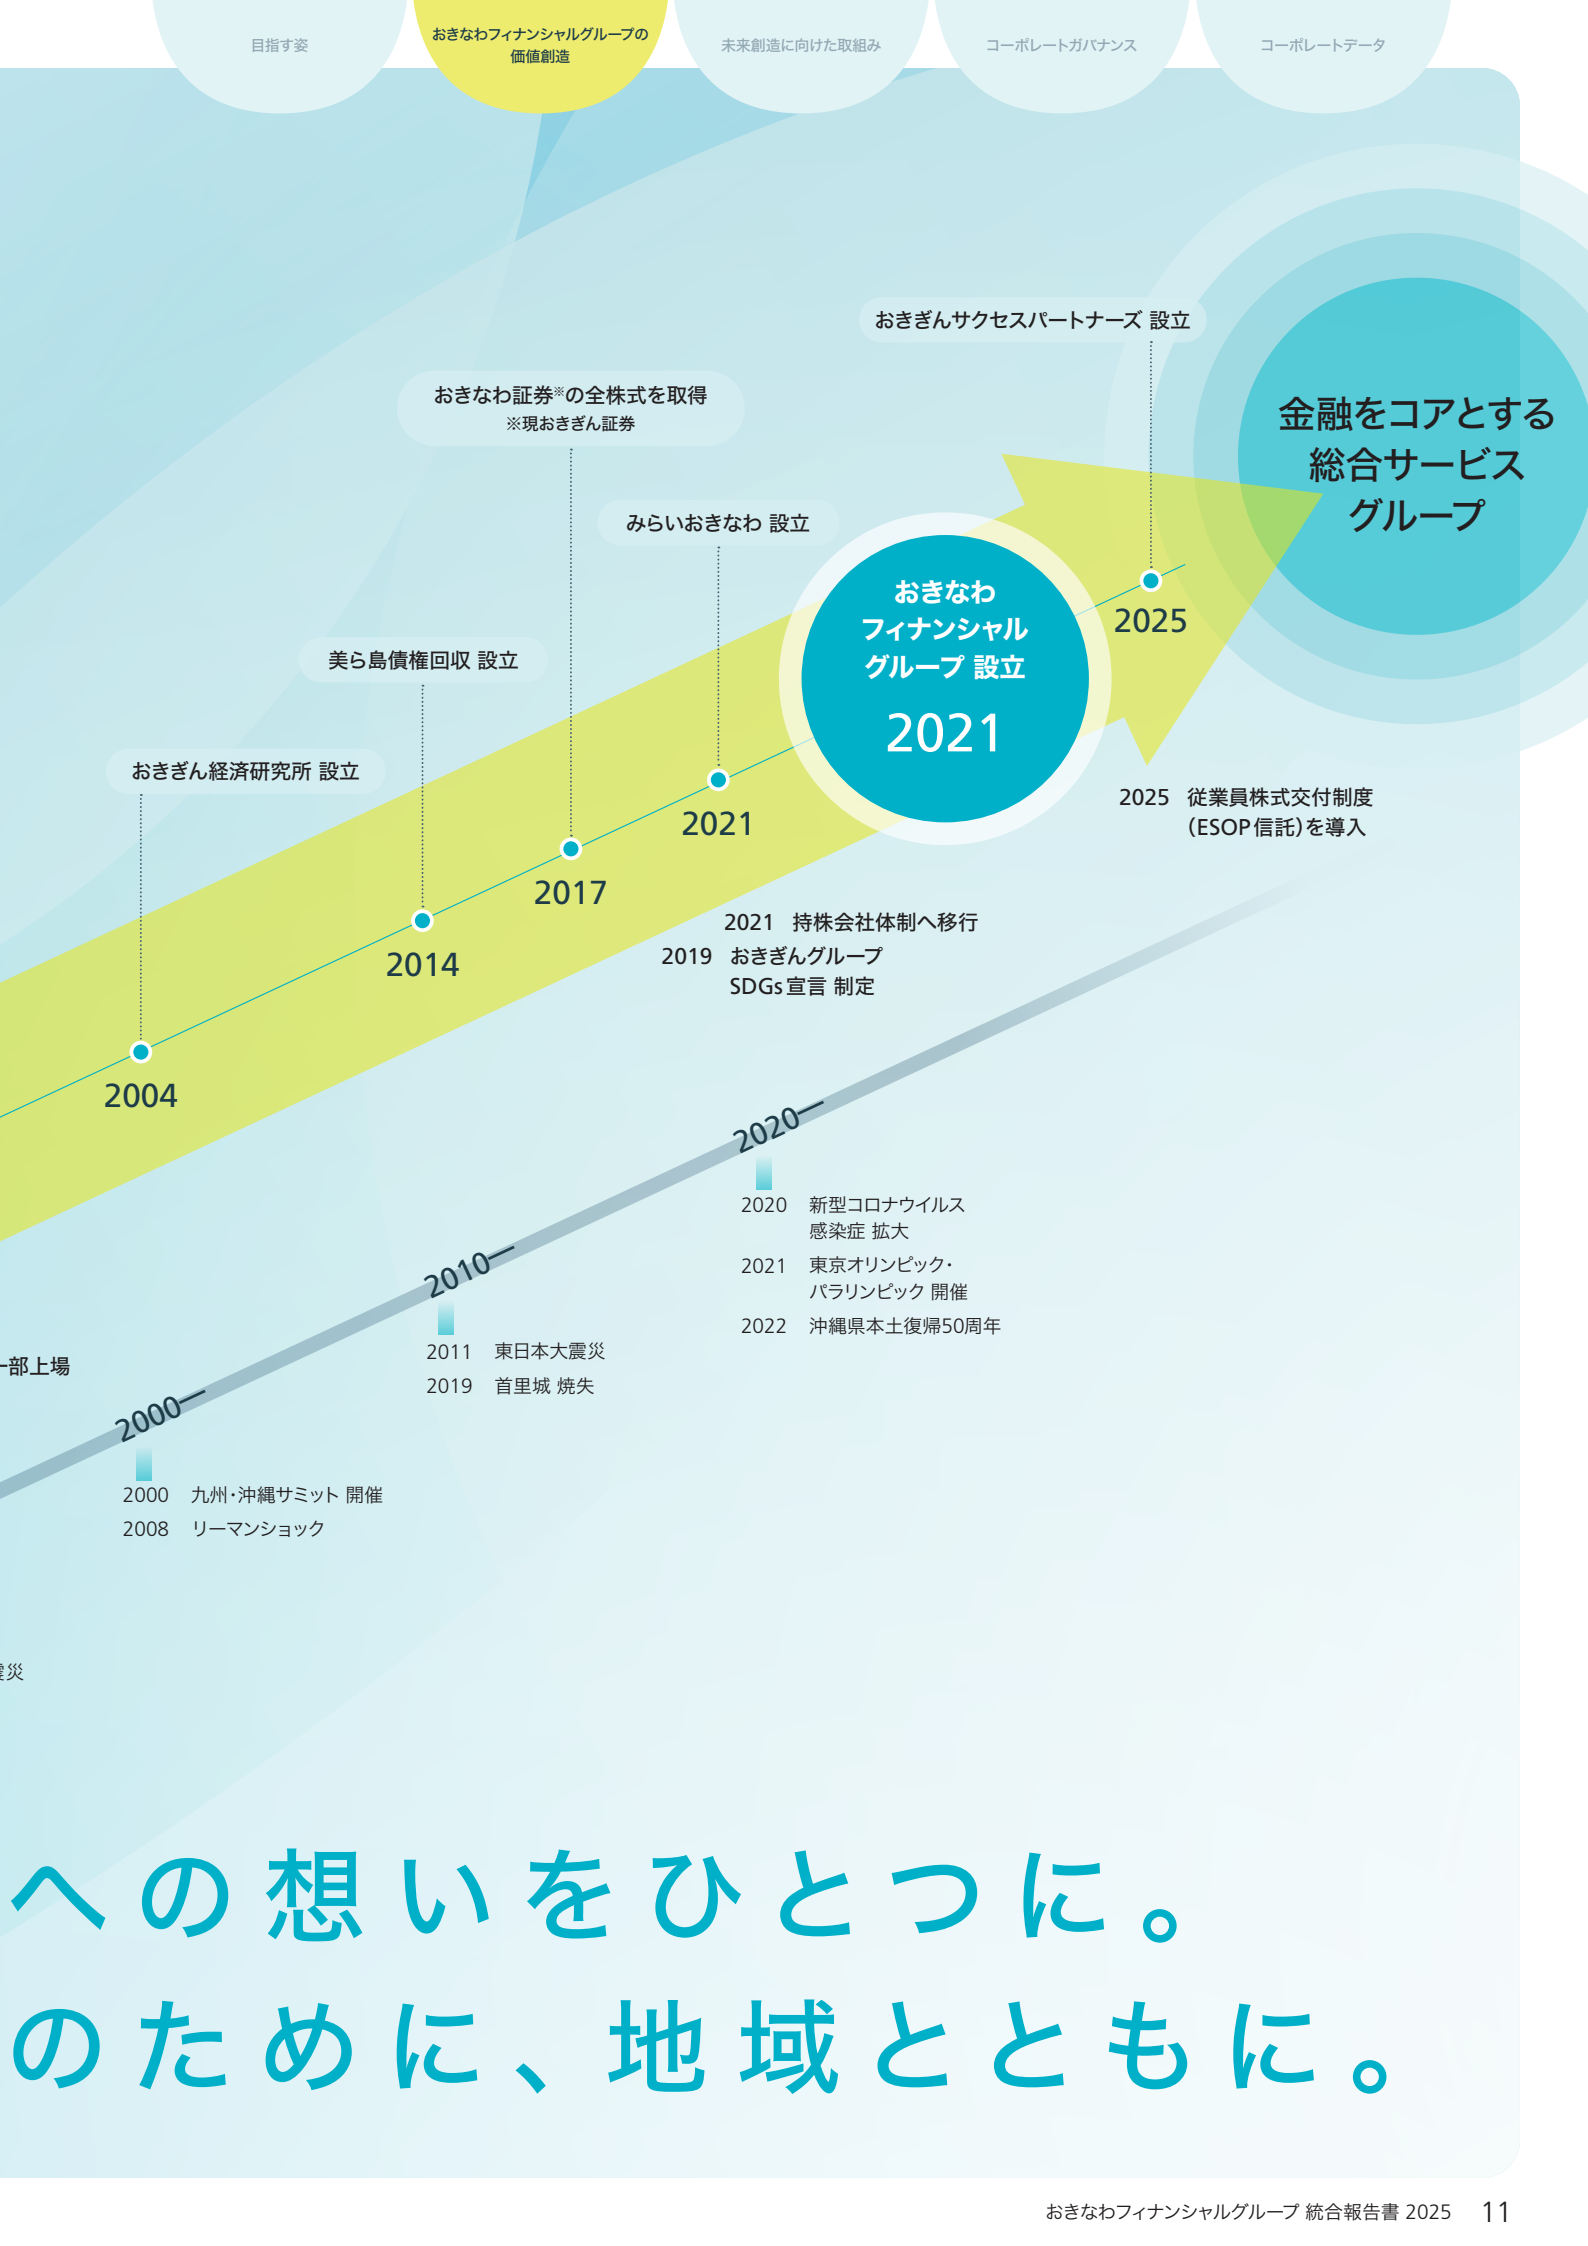 目指す姿
おきなわフィナンシャルグループの
価値創造
未来創造に向けた取組み
コーポレートガバナンス
コーポレートデータ
おきぎんサクセスパートナーズ 設立
金融をコアとする
総合サービス
グループ
おきなわ証券※の全株式を取得
※現おきぎん証券
みらいおきなわ 設立
おきなわ
フィナンシャル
グループ 設立
2021
2025
美ら島債権回収 設立
おきぎん経済研究所 設立
2025 従業員株式交付制度
(ESOP信託)を導入
2021
2017
2014
2004
2021 持株会社体制へ移行
2019 おきぎんグループ
SDGs宣言 制定
2020
2020 新型コロナウイルス
感染症 拡大
2021 東京オリンピック・
パラリンピック 開催
2022 沖縄県本土復帰50周年
2010
2011 東日本大震災
2019 首里城 焼失
一部上場
2000
2000 九州・沖縄サミット 開催
2008 リーマンショック
災
への想いをひとつに。
のために、地域とともに。
おきなわフィナンシャルグループ 統合報告書 2025 11